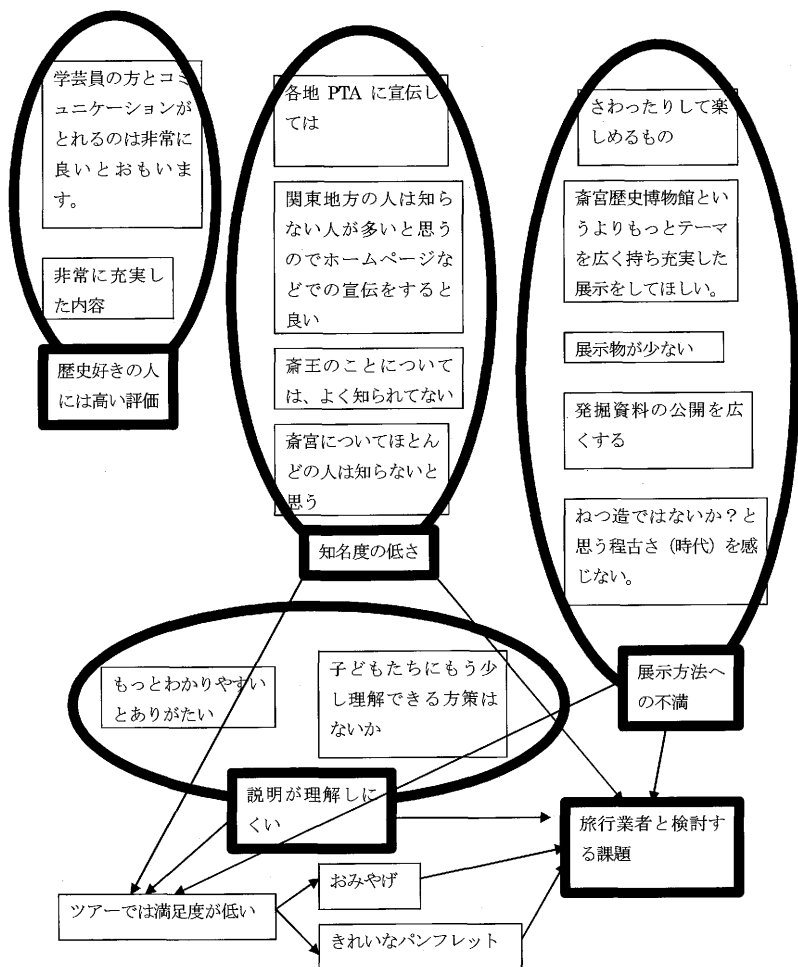 学芸員の方とコミ
ュニケーションが
とれるのは非常に
良いとおもいま
す。
非常に充実し
た内容
歴史好きの人
には高い評価
各地 PTA に宣伝し
ては
関東地方の人は知ら
ない人が多いと思う
のでホームページな
どでの宣伝をすると
良い
斎王のことについて
は、よく知られてない
斎宮についてほとん
どの人は知らないと
思う
知名度の低さ
さわったりして楽
しめるもの
斎宮歴史博物館とい
うよりもっとテーマ
を広く持ち充実した
展示をしてほしい。
展示物が少ない
発掘資料の公開を広
くする
ねつ造ではないか？と
思う程古さ（時代）を感
じない。
展示方法へ
の不満
もっとわかりやすい
とありがたい
子どもたちにもう少
し理解できる方策は
ないか
説明が理解しに
くい
旅行業者と検討す
る課題
おみやげ
ツアーでは満足度が低い
きれいなパンフレット